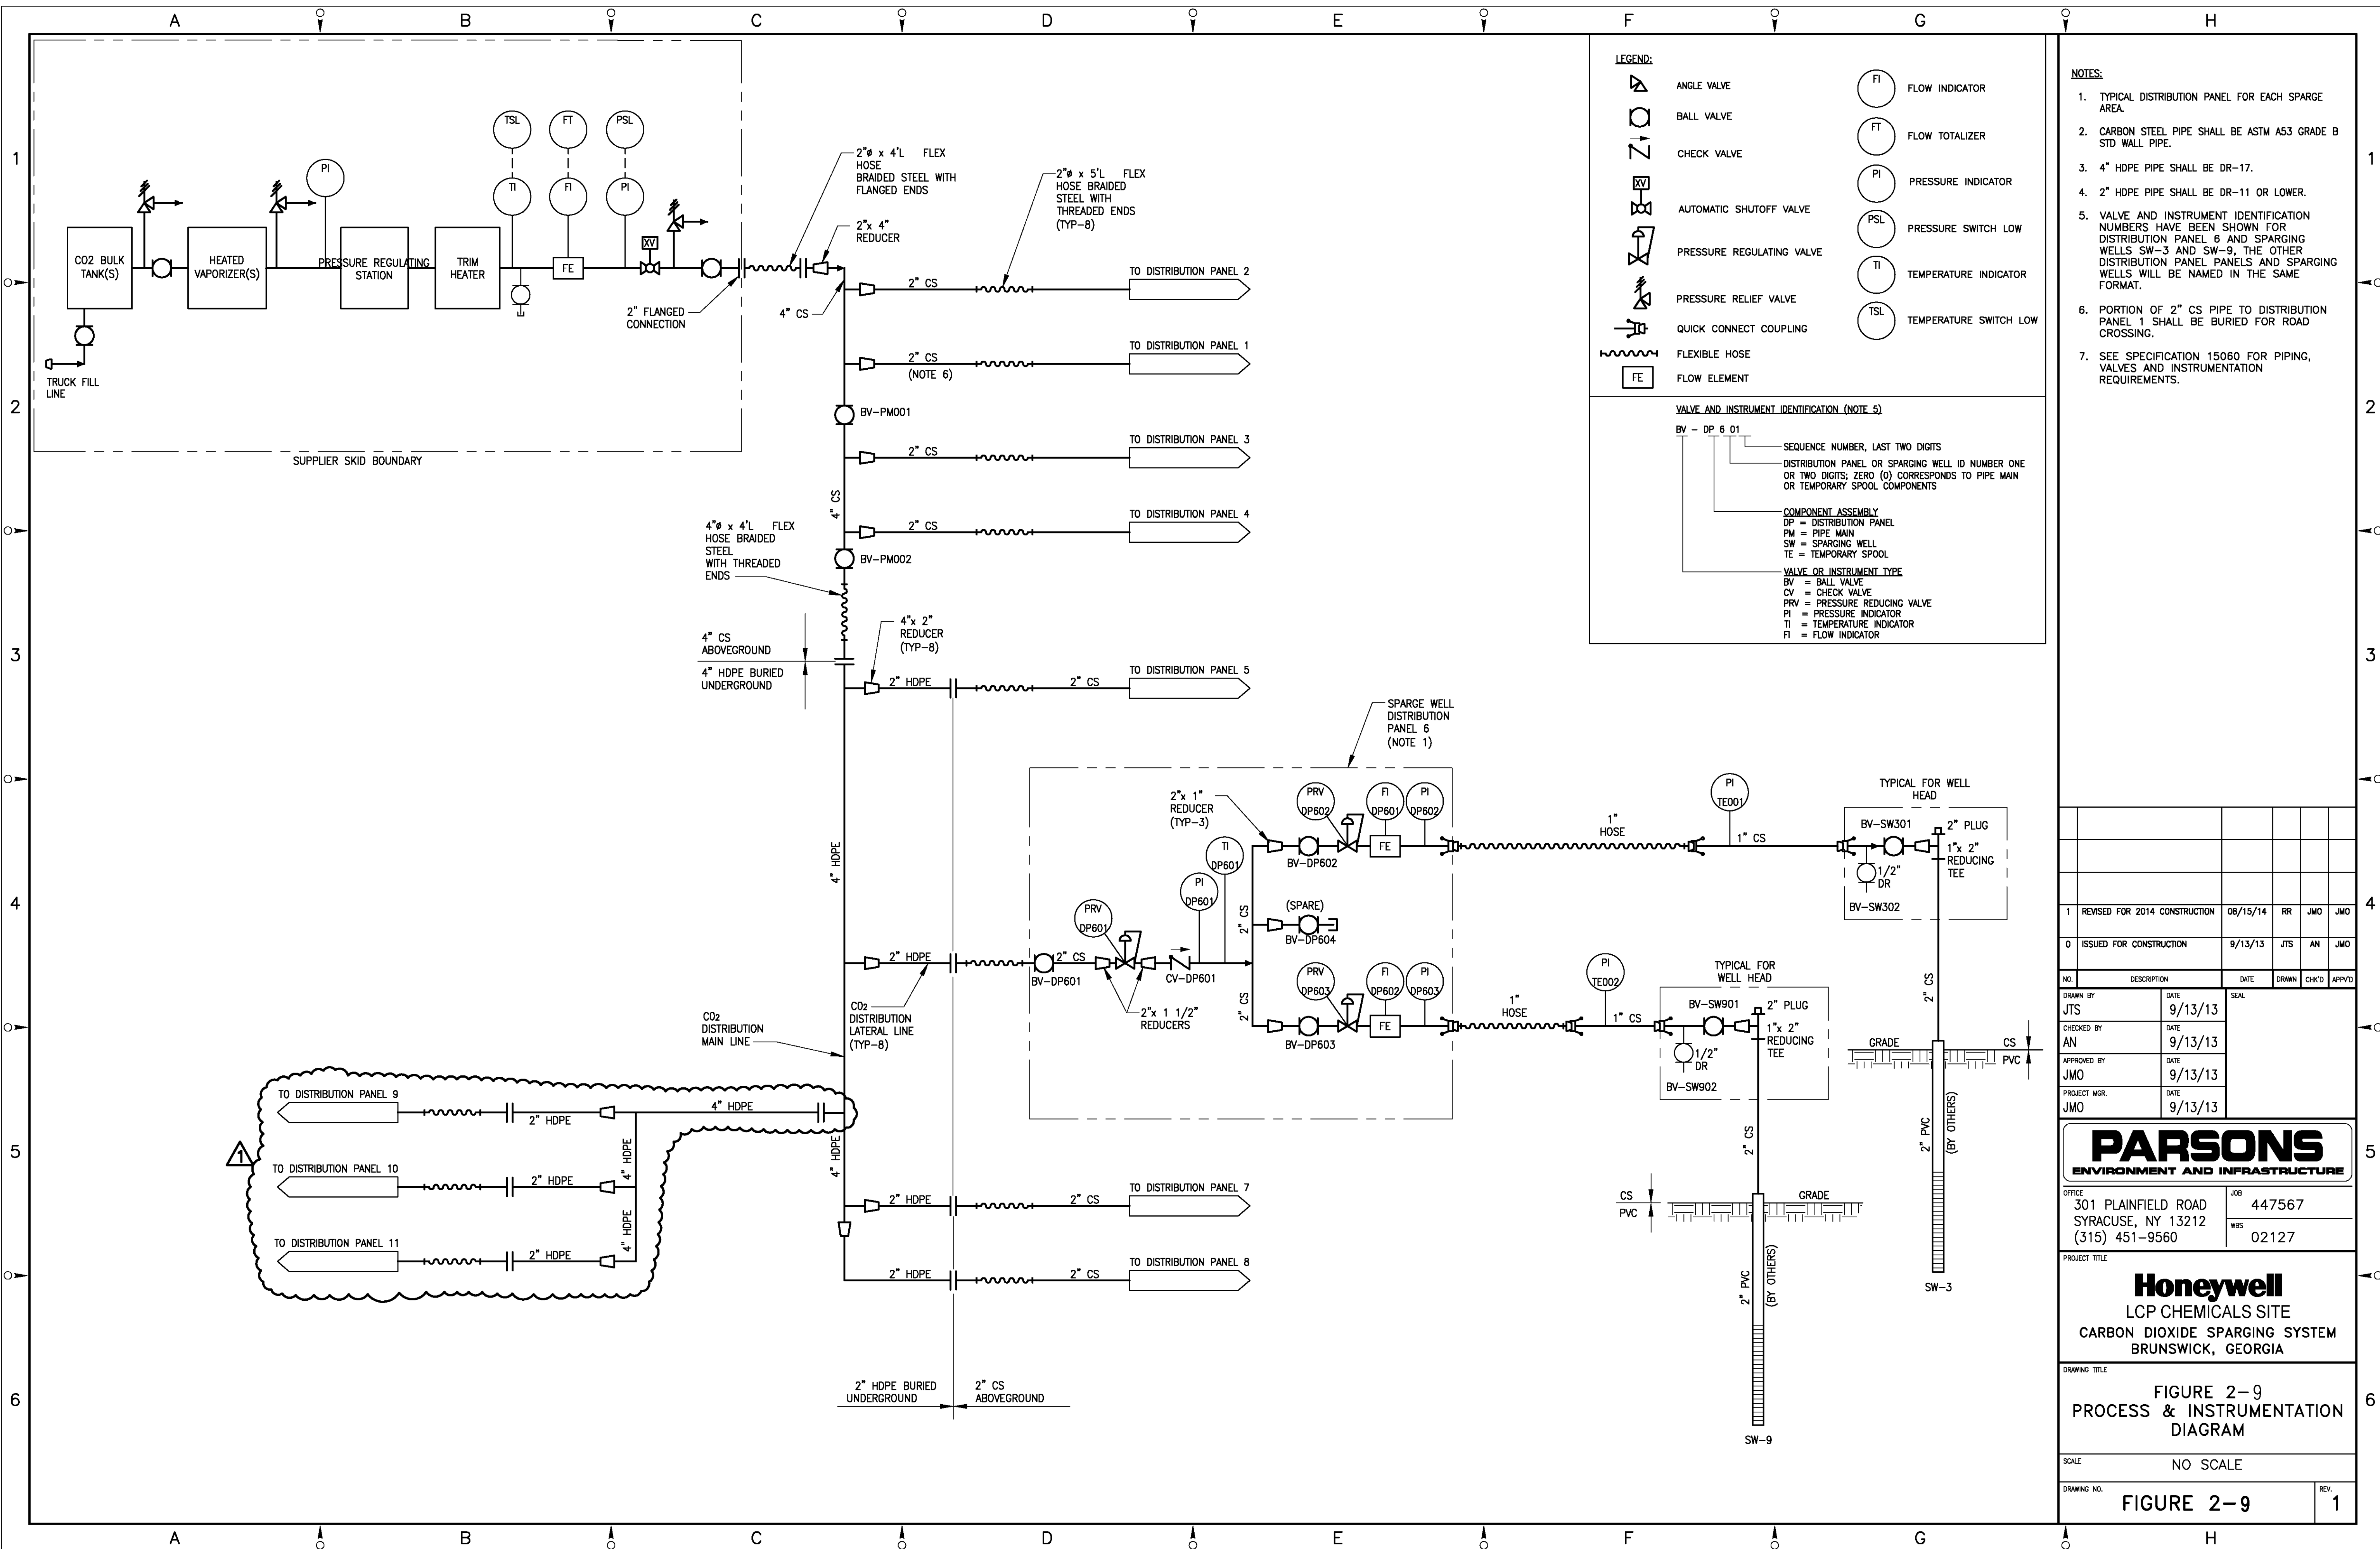 A
B
C
D
E
F
G
H
1
2
3
4
5
6
CO2 BULK
TANK(S)
HEATED
VAPORIZER(S)
PI
PRESSURE REGULATING
STATION
TRIM
HEATER
TSL
FT
PSL
TI
FI
PI
FE
XV
TRUCK FILL
LINE
SUPPLIER SKID BOUNDARY
2" FLANGED
CONNECTION
2"ø x 4'L FLEX
HOSE
BRAIDED STEEL WITH
FLANGED ENDS
2"x 4"
REDUCER
4" CS
2"ø x 5'L FLEX
HOSE BRAIDED
STEEL WITH
THREADED ENDS
(TYP-8)
2" CS
TO DISTRIBUTION PANEL 2
2" CS
(NOTE 6)
TO DISTRIBUTION PANEL 1
BV-PM001
2" CS
TO DISTRIBUTION PANEL 3
4" CS
2" CS
TO DISTRIBUTION PANEL 4
BV-PM002
4"ø x 4'L FLEX
HOSE BRAIDED
STEEL
WITH THREADED
ENDS
4" CS
ABOVEGROUND
4" HDPE BURIED
UNDERGROUND
4"x 2"
REDUCER
(TYP-8)
2" HDPE
2" CS
TO DISTRIBUTION PANEL 5
4" HDPE
SPARGE WELL
DISTRIBUTION
PANEL 6
(NOTE 1)
2"x 1"
REDUCER
(TYP-3)
PRV
DP602
FI
DP601
PI
DP602
BV-DP602
FE
TI
DP601
PI
DP601
PRV
DP601
2" HDPE
BV-DP601
2" CS
CV-DP601
2"x 1 1/2"
REDUCERS
2" CS
(SPARE)
BV-DP604
2" CS
PRV
DP603
FI
DP602
PI
DP603
BV-DP603
FE
1"
HOSE
PI
TE001
1" CS
TYPICAL FOR WELL
HEAD
BV-SW301
2" PLUG
1"x 2"
REDUCING
TEE
1/2"
DR
BV-SW302
2" CS
GRADE
CS
PVC
2" PVC
(BY OTHERS)
SW-3
1"
HOSE
PI
TE002
1" CS
TYPICAL FOR
WELL HEAD
BV-SW901
2" PLUG
1"x 2"
REDUCING
TEE
1/2"
DR
BV-SW902
2" CS
CS
PVC
GRADE
2" PVC
(BY OTHERS)
SW-9
CO2
DISTRIBUTION
MAIN LINE
CO2
DISTRIBUTION
LATERAL LINE
(TYP-8)
1
TO DISTRIBUTION PANEL 9
2" HDPE
4" HDPE
4" HDPE
TO DISTRIBUTION PANEL 10
2" HDPE
4" HDPE
TO DISTRIBUTION PANEL 11
2" HDPE
4" HDPE
2" HDPE
2" CS
TO DISTRIBUTION PANEL 7
2" HDPE
2" CS
TO DISTRIBUTION PANEL 8
2" HDPE BURIED
UNDERGROUND
2" CS
ABOVEGROUND
LEGEND:
ANGLE VALVE
BALL VALVE
CHECK VALVE
XV
AUTOMATIC SHUTOFF VALVE
PRESSURE REGULATING VALVE
PRESSURE RELIEF VALVE
QUICK CONNECT COUPLING
FLEXIBLE HOSE
FE
FLOW ELEMENT
FI
FLOW INDICATOR
FT
FLOW TOTALIZER
PI
PRESSURE INDICATOR
PSL
PRESSURE SWITCH LOW
TI
TEMPERATURE INDICATOR
TSL
TEMPERATURE SWITCH LOW
VALVE AND INSTRUMENT IDENTIFICATION (NOTE 5)
BV - DP 6 01
SEQUENCE NUMBER, LAST TWO DIGITS
DISTRIBUTION PANEL OR SPARGING WELL ID NUMBER ONE
OR TWO DIGITS; ZERO (0) CORRESPONDS TO PIPE MAIN
OR TEMPORARY SPOOL COMPONENTS
COMPONENT ASSEMBLY
DP = DISTRIBUTION PANEL
PM = PIPE MAIN
SW = SPARGING WELL
TE = TEMPORARY SPOOL
VALVE OR INSTRUMENT TYPE
BV = BALL VALVE
CV = CHECK VALVE
PRV = PRESSURE REDUCING VALVE
PI = PRESSURE INDICATOR
TI = TEMPERATURE INDICATOR
FI = FLOW INDICATOR
NOTES:
1. TYPICAL DISTRIBUTION PANEL FOR EACH SPARGE
AREA.
2. CARBON STEEL PIPE SHALL BE ASTM A53 GRADE B
STD WALL PIPE.
3. 4" HDPE PIPE SHALL BE DR-17.
4. 2" HDPE PIPE SHALL BE DR-11 OR LOWER.
5. VALVE AND INSTRUMENT IDENTIFICATION
NUMBERS HAVE BEEN SHOWN FOR
DISTRIBUTION PANEL 6 AND SPARGING
WELLS SW-3 AND SW-9, THE OTHER
DISTRIBUTION PANEL PANELS AND SPARGING
WELLS WILL BE NAMED IN THE SAME
FORMAT.
6. PORTION OF 2" CS PIPE TO DISTRIBUTION
PANEL 1 SHALL BE BURIED FOR ROAD
CROSSING.
7. SEE SPECIFICATION 15060 FOR PIPING,
VALVES AND INSTRUMENTATION
REQUIREMENTS.
1 REVISED FOR 2014 CONSTRUCTION 08/15/14 RR JMO JMO
0 ISSUED FOR CONSTRUCTION 9/13/13 JTS AN JMO
NO. DESCRIPTION DATE DRAWN CHK'D APPV'D
DRAWN BY DATE SEAL
JTS 9/13/13
CHECKED BY DATE
AN 9/13/13
APPROVED BY DATE
JMO 9/13/13
PROJECT MGR. DATE
JMO 9/13/13
PARSONS
ENVIRONMENT AND INFRASTRUCTURE
OFFICE
301 PLAINFIELD ROAD
SYRACUSE, NY 13212
(315) 451-9560
JOB
447567
WBS
02127
PROJECT TITLE
Honeywell
LCP CHEMICALS SITE
CARBON DIOXIDE SPARGING SYSTEM
BRUNSWICK, GEORGIA
DRAWING TITLE
FIGURE 2-9
PROCESS & INSTRUMENTATION
DIAGRAM
SCALE
NO SCALE
DRAWING NO.
FIGURE 2-9
REV.
1
1
2
3
4
5
6
A
B
C
D
E
F
G
H